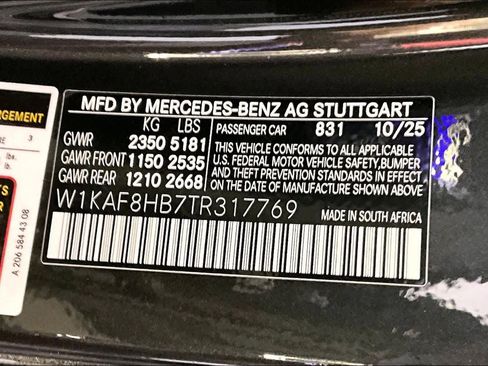 MFD BY MERCEDES-BENZ AG STUTTGART
KG LBS
GVWR 2350 5181
GAWR FRONT 1150 2535
GAWR REAR 1210 2668
PASSENGER CAR 831 10/25
THIS VEHICLE CONFORMS TO ALL APPLICABLE
U.S. FEDERAL MOTOR VEHICLE SAFETY, BUMPER
AND THEFT PREVENTION STANDARDS IN EFFECT
ON THE DATE OF MANUFACTURE SHOWN ABOVE.
W1KAF8HB7TR317769
MADE IN SOUTH AFRICA
3
lbs.
lb.
A 206 584 43 08